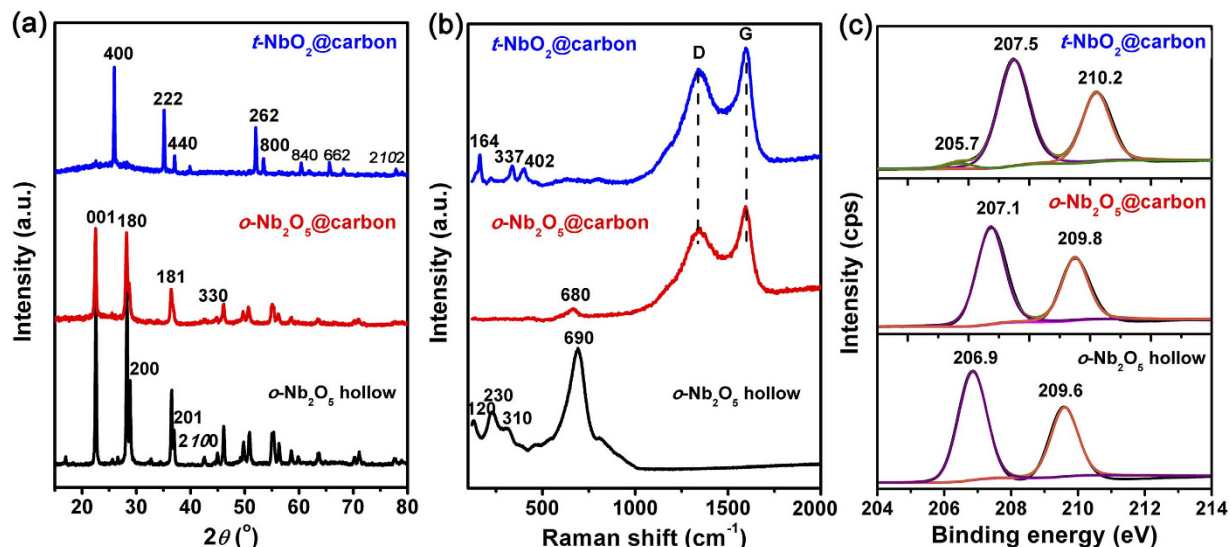 (a)
t-NbO2@carbon
400
222
440
262
800
840
662
2102
o-Nb2O5@carbon
001
180
181
330
o-Nb2O5 hollow
200
201
2 100
Intensity (a.u.)
20 30 40 50 60 70 80
2θ (°)
(b)
t-NbO2@carbon
D
G
164
337
402
o-Nb2O5@carbon
680
690
o-Nb2O5 hollow
120
230
310
Intensity (a.u.)
500 1000 1500 2000
Raman shift (cm-1)
(c)
t-NbO2@carbon
207.5
210.2
205.7
o-Nb2O5@carbon
207.1
209.8
o-Nb2O5 hollow
206.9
209.6
Intensity (cps)
204 206 208 210 212 214
Binding energy (eV)